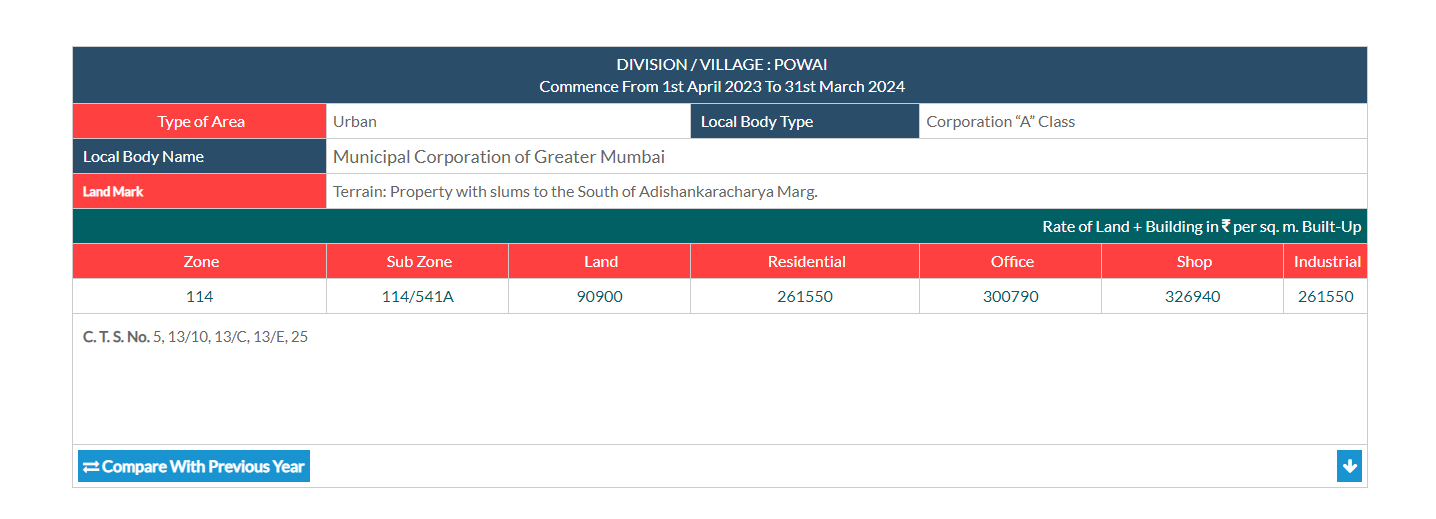 DIVISION / VILLAGE : POWAI
Commence From 1st April 2023 To 31st March 2024
Type of Area Urban Local Body Type Corporation “A” Class
Local Body Name Municipal Corporation of Greater Mumbai
Land Mark Terrain: Property with slums to the South of Adishankaracharya Marg.
Rate of Land + Building in ₹ per sq. m. Built-Up
Zone Sub Zone Land Residential Office Shop Industrial
114 114/541A 90900 261550 300790 326940 261550
C. T. S. No. 5, 13/10, 13/C, 13/E, 25
Compare With Previous Year